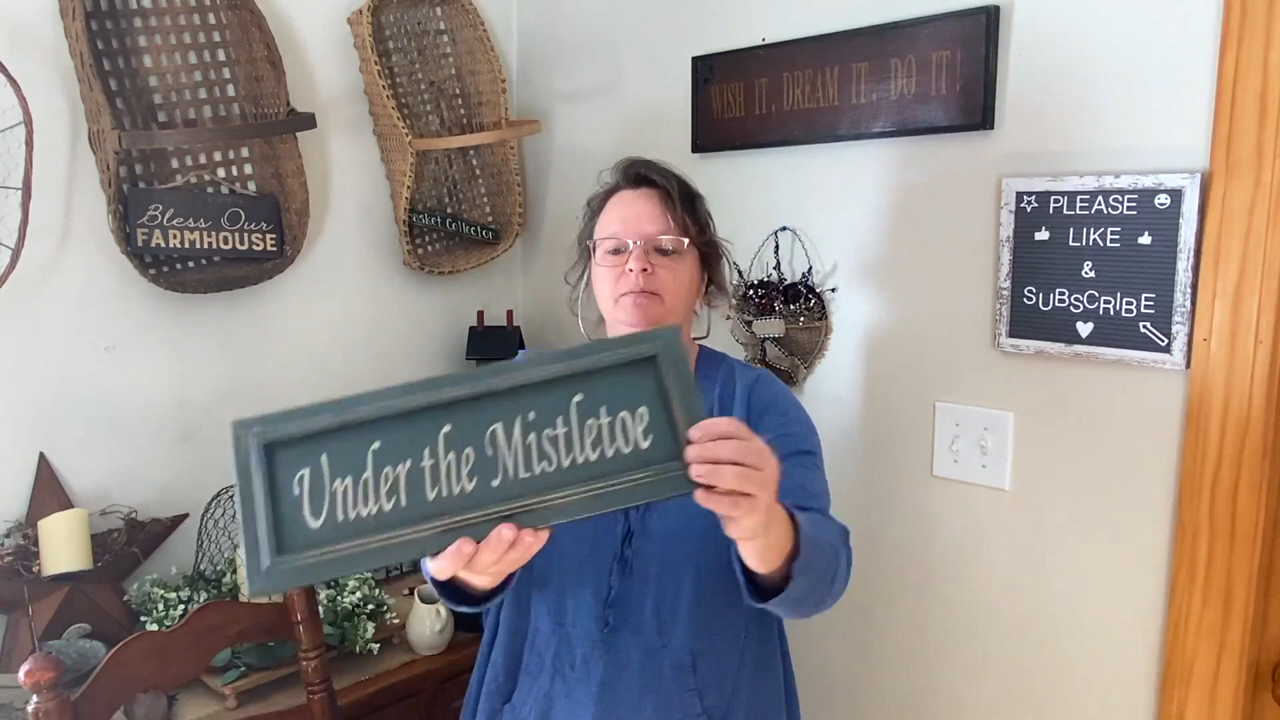 WISH IT, DREAM IT, DO IT!
Bless Our
FARMHOUSE
Basket Collector
PLEASE
LIKE
&
SUBSCRIBE
Under the Mistletoe